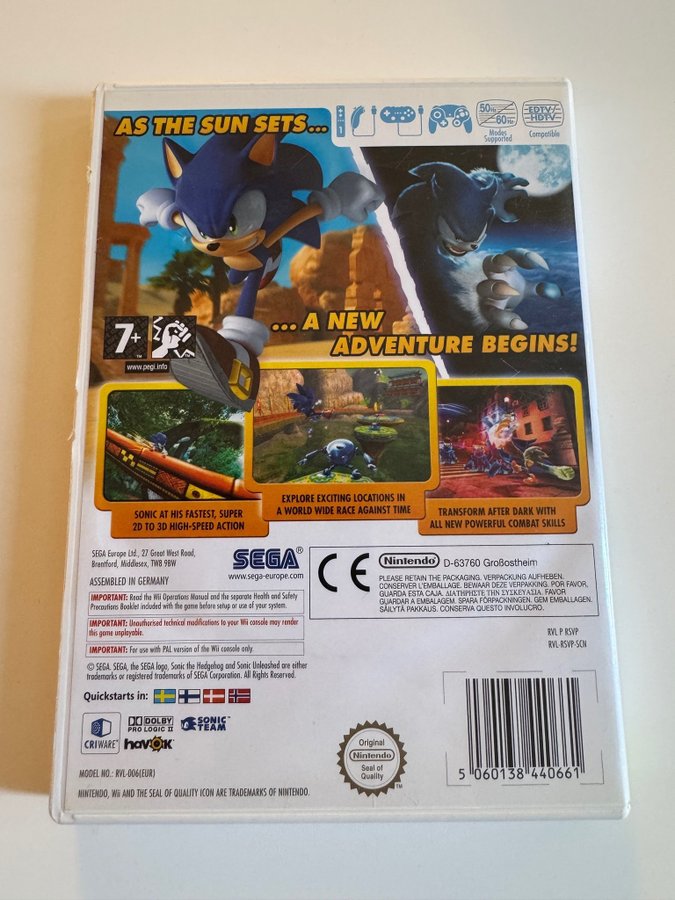 AS THE SUN SETS...
1
50Hz
60Hz
Modes
Supported
EDTV
HDTV
Compatible
... A NEW
ADVENTURE BEGINS!
7+
www.pegi.info
SONIC AT HIS FASTEST, SUPER
2D TO 3D HIGH-SPEED ACTION
EXPLORE EXCITING LOCATIONS IN
A WORLD WIDE RACE AGAINST TIME
TRANSFORM AFTER DARK WITH
ALL NEW POWERFUL COMBAT SKILLS
SEGA Europe Ltd., 27 Great West Road,
Brentford, Middlesex, TW8 9BW
ASSEMBLED IN GERMANY
SEGA®
www.sega-europe.com
IMPORTANT: Read the Wii Operations Manual and the separate Health and Safety
Precautions Booklet included with the game before setup or use of your system.
IMPORTANT: Unauthorised technical modifications to your Wii console may render
this game unplayable.
IMPORTANT: For use with PAL version of the Wii console only.
© SEGA. SEGA, the SEGA logo, Sonic the Hedgehog and Sonic Unleashed are either
trademarks or registered trademarks of SEGA Corporation. All Rights Reserved.
CE
Nintendo® D-63760 Großostheim
PLEASE RETAIN THE PACKAGING. VERPACKUNG AUFHEBEN.
CONSERVER L'EMBALLAGE. BEWAAR DEZE VERPAKKING. POR FAVOR,
GUARDA ESTA CAJA. ΔΙΑΤΗΡΗΣΤΕ ΤΗ ΣΥΣΚΕΥΑΣΙΑ. FAVOR
GUARDAR A EMBALAGEM. SPARA FÖRPACKNINGEN. GEM EMBALLAGEN.
SÄILYTÄ PAKKAUS. CONSERVA QUESTO INVOLUCRO.
RVL P RSVP
RVL-RSVP-SCN
Quickstarts in:
CRIWARE™
DOLBY
PRO LOGIC II
havok
SONIC
TEAM
Original
Nintendo
Seal of
Quality
™
5 060138 440661
MODEL NO.: RVL-006(EUR)
NINTENDO, Wii AND THE SEAL OF QUALITY ICON ARE TRADEMARKS OF NINTENDO.